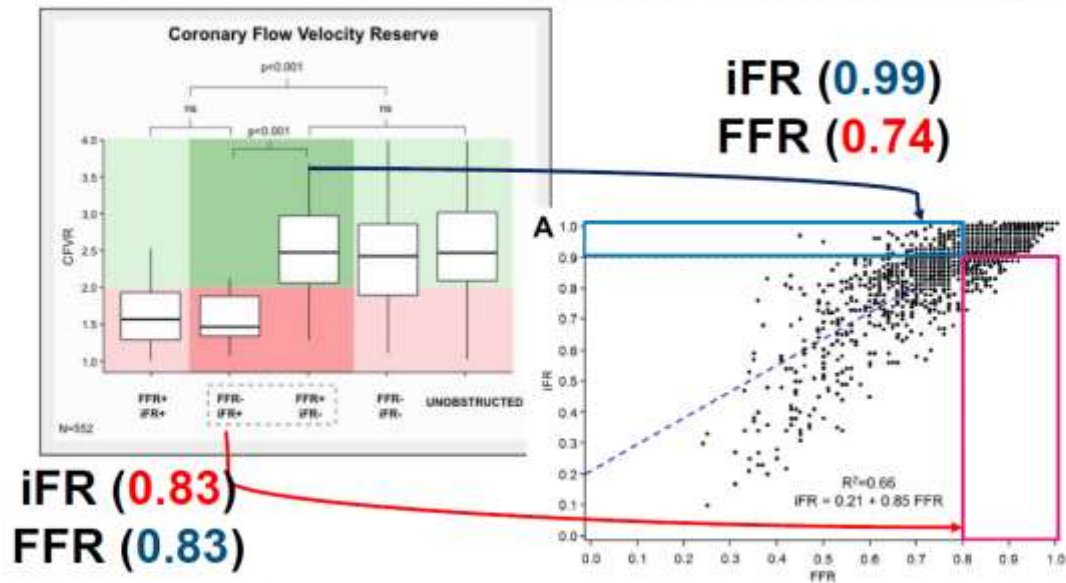 Coronary Flow Velocity Reserve
p<0.001
ns
ns
p<0.001
4.0
3.5
3.0
2.5
2.0
1.5
1.0
CFVR
FFR+ FFR- FFR+ FFR- UNOBSTRUCTED
iFR+ iFR+ iFR- iFR-
N=552
iFR (0.99)
FFR (0.74)
A
1.0
0.9
0.8
0.7
0.6
0.5
0.4
0.3
0.2
0.1
0.0
iFR
R²=0.66
iFR = 0.21 + 0.85 FFR
0.0 0.1 0.2 0.3 0.4 0.5 0.6 0.7 0.8 0.9 1.0
FFR
iFR (0.83)
FFR (0.83)